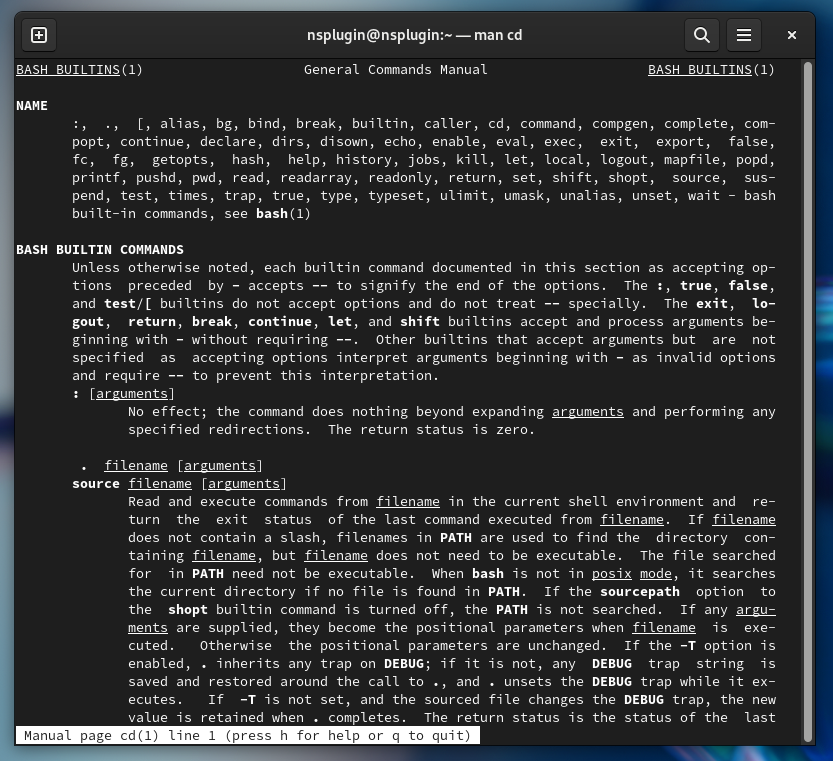 nsplugin@nsplugin:~ — man cd
BASH BUILTINS(1) General Commands Manual BASH BUILTINS(1)
NAME
:, ., [, alias, bg, bind, break, builtin, caller, cd, command, compgen, complete, com-
popt, continue, declare, dirs, disown, echo, enable, eval, exec, exit, export, false,
fc, fg, getopts, hash, help, history, jobs, kill, let, local, logout, mapfile, popd,
printf, pushd, pwd, read, readarray, readonly, return, set, shift, shopt, source, sus-
pend, test, times, trap, true, type, typeset, ulimit, umask, unalias, unset, wait - bash
built-in commands, see bash(1)
BASH BUILTIN COMMANDS
Unless otherwise noted, each builtin command documented in this section as accepting op-
tions preceded by - accepts -- to signify the end of the options. The :, true, false,
and test/[ builtins do not accept options and do not treat -- specially. The exit, lo-
gout, return, break, continue, let, and shift builtins accept and process arguments be-
ginning with - without requiring --. Other builtins that accept arguments but are not
specified as accepting options interpret arguments beginning with - as invalid options
and require -- to prevent this interpretation.
: [arguments]
No effect; the command does nothing beyond expanding arguments and performing any
specified redirections. The return status is zero.
. filename [arguments]
source filename [arguments]
Read and execute commands from filename in the current shell environment and re-
turn the exit status of the last command executed from filename. If filename
does not contain a slash, filenames in PATH are used to find the directory con-
taining filename, but filename does not need to be executable. The file searched
for in PATH need not be executable. When bash is not in posix mode, it searches
the current directory if no file is found in PATH. If the sourcepath option to
the shopt builtin command is turned off, the PATH is not searched. If any argu-
ments are supplied, they become the positional parameters when filename is exe-
cuted. Otherwise the positional parameters are unchanged. If the -T option is
enabled, . inherits any trap on DEBUG; if it is not, any DEBUG trap string is
saved and restored around the call to ., and . unsets the DEBUG trap while it ex-
ecutes. If -T is not set, and the sourced file changes the DEBUG trap, the new
value is retained when . completes. The return status is the status of the last
Manual page cd(1) line 1 (press h for help or q to quit)